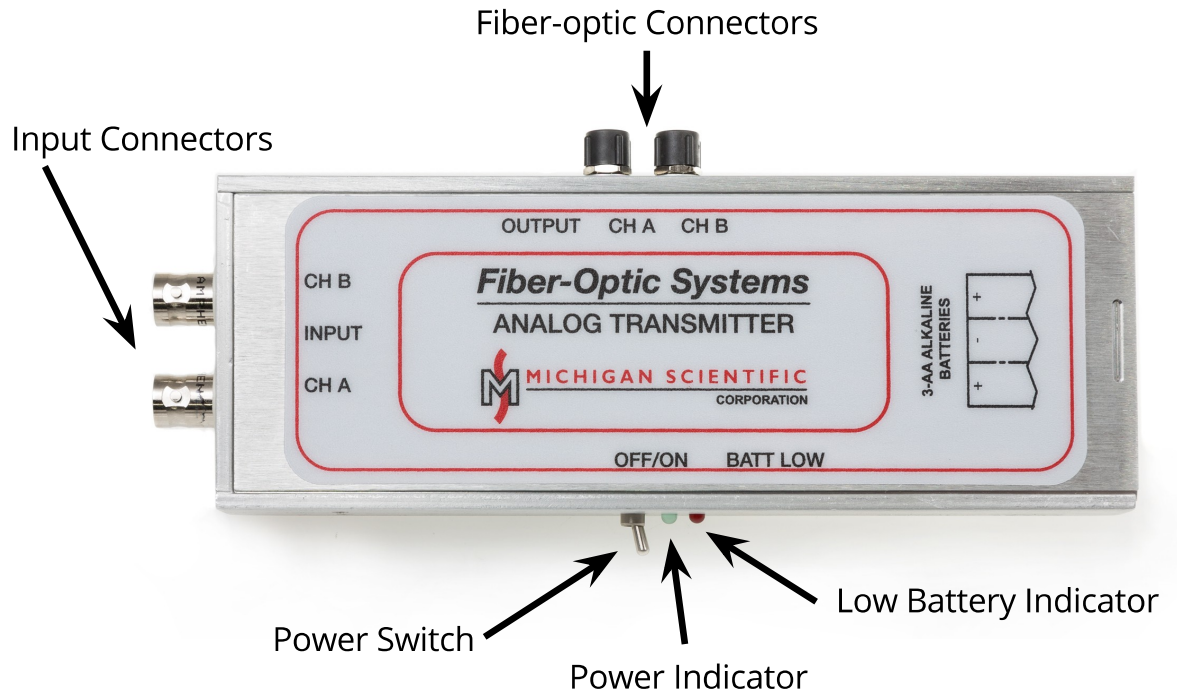 Fiber-optic Connectors
Input Connectors
OUTPUT CH A CH B
CH B
INPUT
CH A
Fiber-Optic Systems
ANALOG TRANSMITTER
M MICHIGAN SCIENTIFIC
CORPORATION
3-AA ALKALINE
BATTERIES
+
-
+
OFF/ON BATT LOW
Low Battery Indicator
Power Switch
Power Indicator